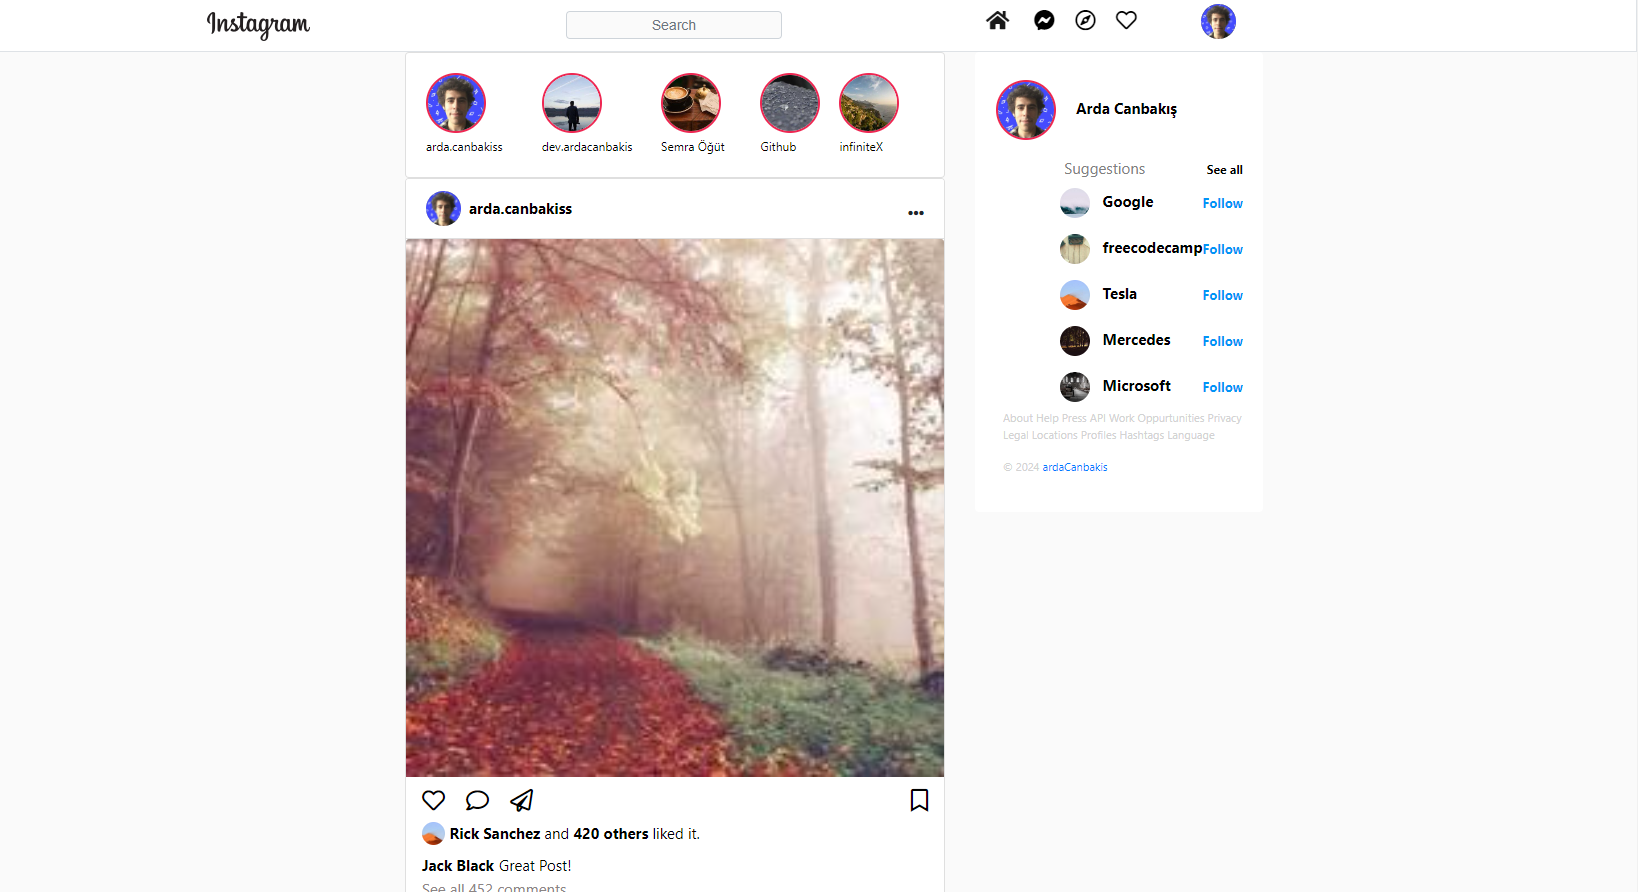 Instagram
Search
arda.canbakiss
dev.ardacanbakis
Semra Öğüt
Github
infiniteX
arda.canbakiss
Rick Sanchez and 420 others liked it.
Jack Black Great Post!
See all 452 comments
Arda Canbakış
Suggestions See all
Google Follow
freecodecamp Follow
Tesla Follow
Mercedes Follow
Microsoft Follow
About Help Press API Work Oppurtunities Privacy
Legal Locations Profiles Hashtags Language
© 2024 ardaCanbakis